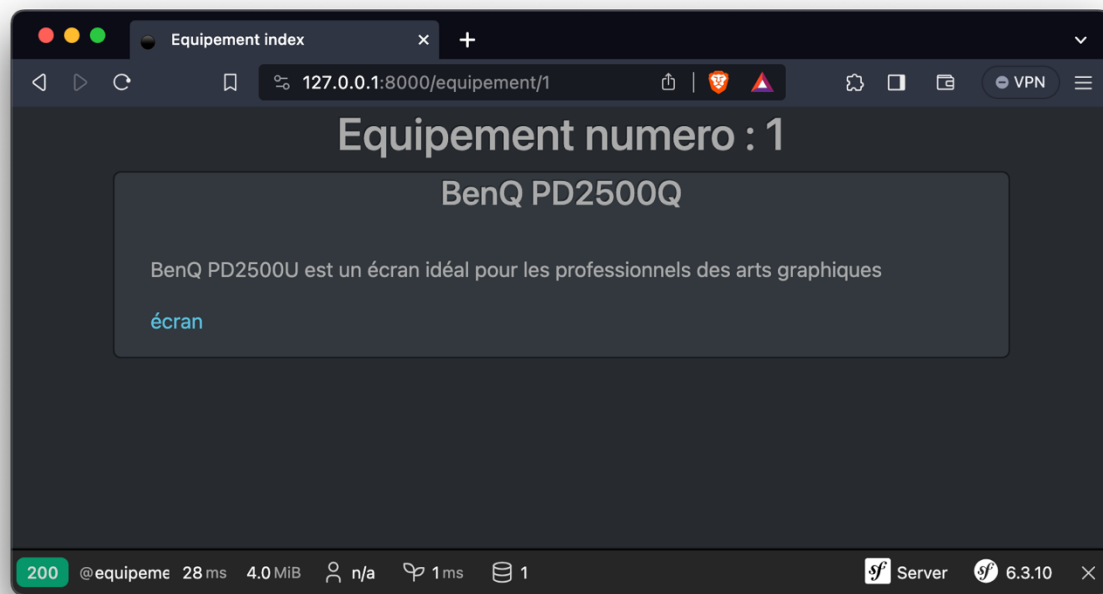 Equipement index
127.0.0.1:8000/equipement/1
VPN
Equipement numero : 1
BenQ PD2500Q
BenQ PD2500U est un écran idéal pour les professionnels des arts graphiques
écran
200 @equipeme 28 ms 4.0 MiB n/a 1 ms 1 sf Server sf 6.3.10